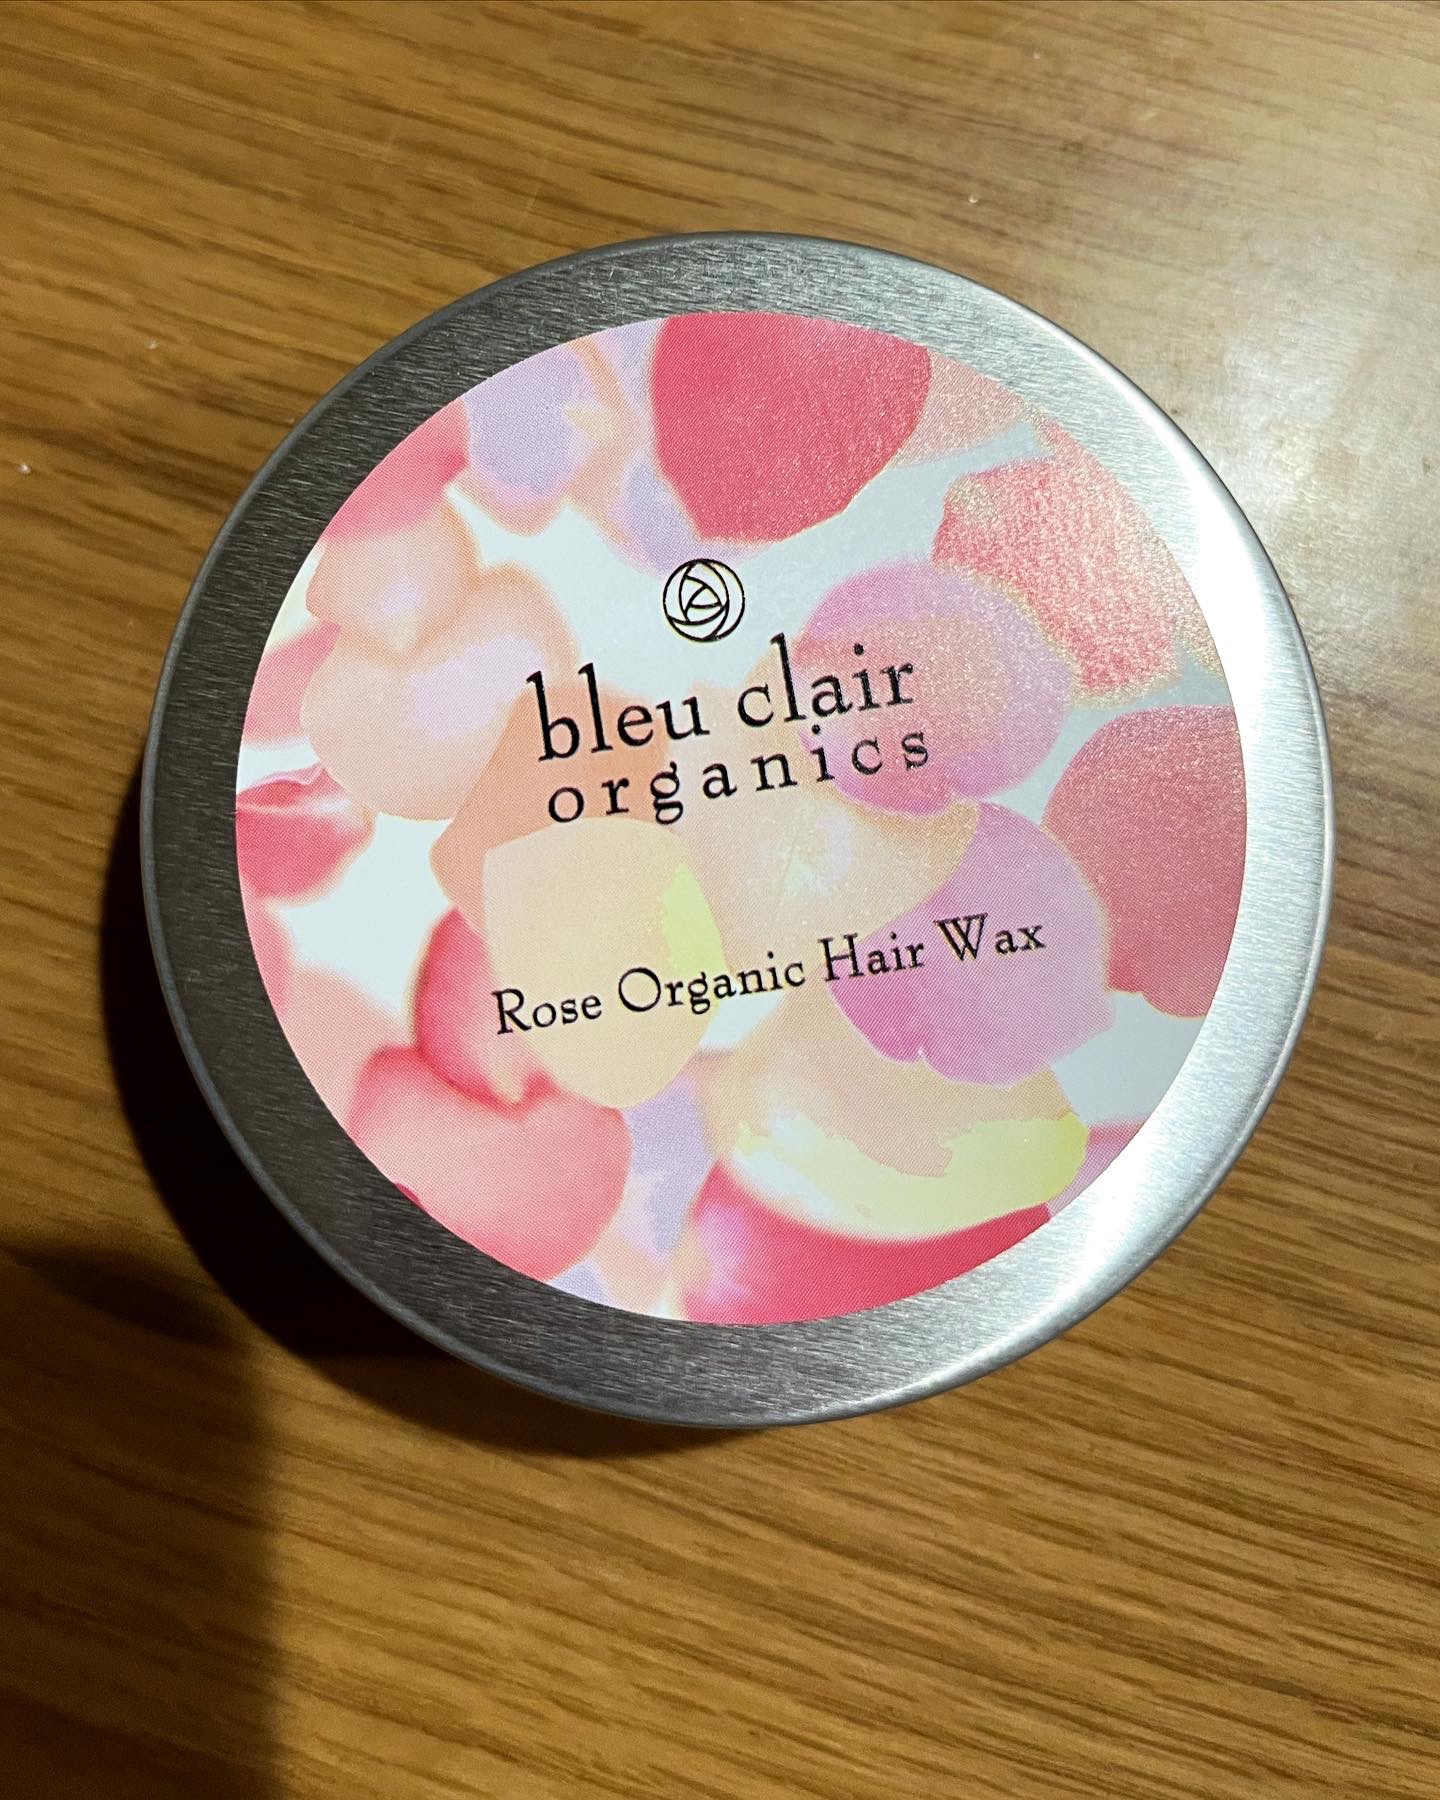 bleu clair
organics
Rose Organic Hair Wax